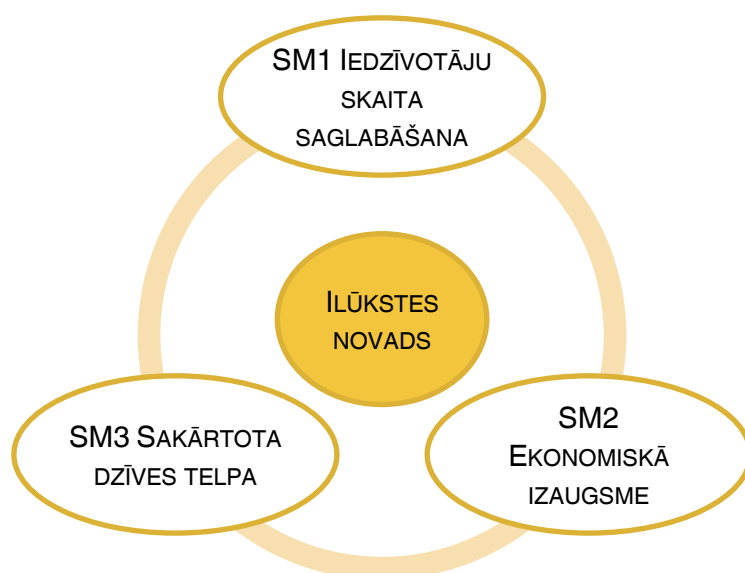 SM1 Iedzīvotāju
skaita
saglabāšana
Ilūkstes
novads
SM3 Sakārtota
dzīves telpa
SM2
Ekonomiskā
izaugsme